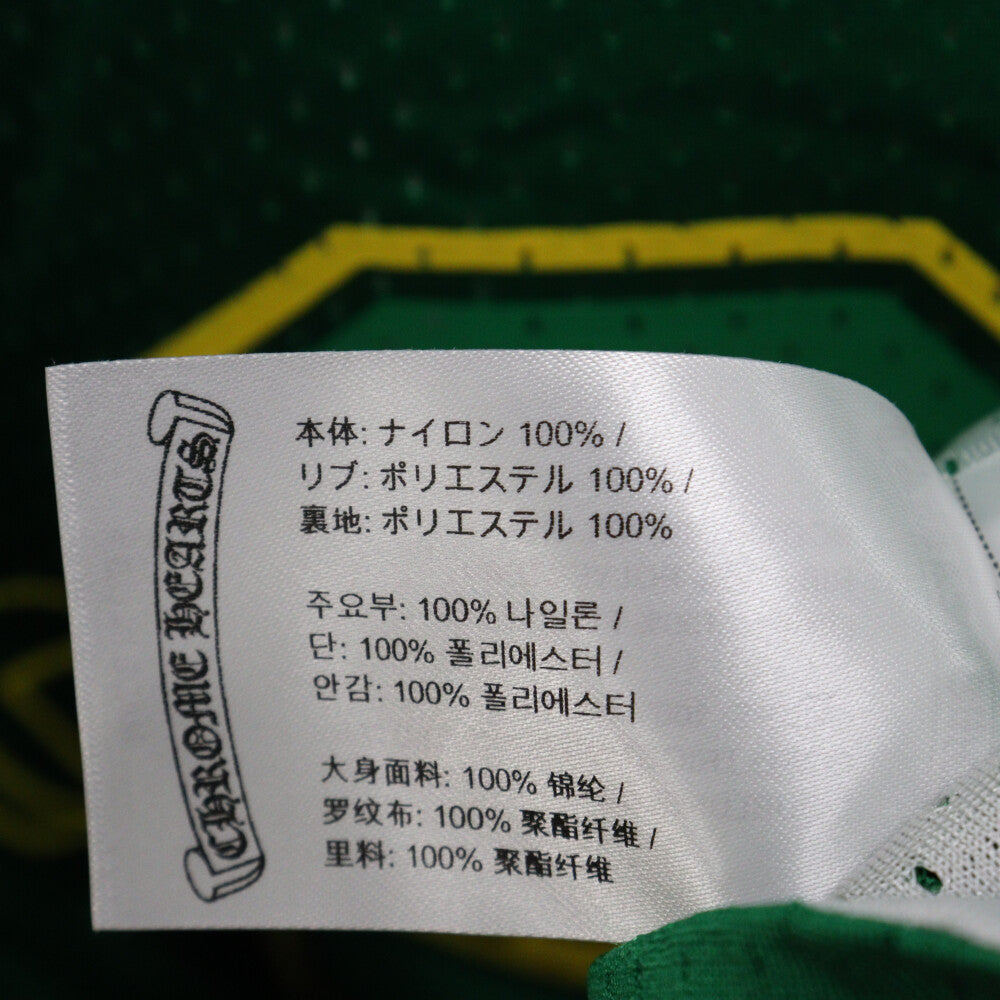 CHROME HEARTS
本体: ナイロン 100% /
リブ: ポリエステル 100% /
裏地: ポリエステル 100%
주요부: 100% 나일론 /
단: 100% 폴리에스터 /
안감: 100% 폴리에스터
大身面料: 100% 锦纶 /
罗纹布: 100% 聚酯纤维 /
里料: 100% 聚酯纤维